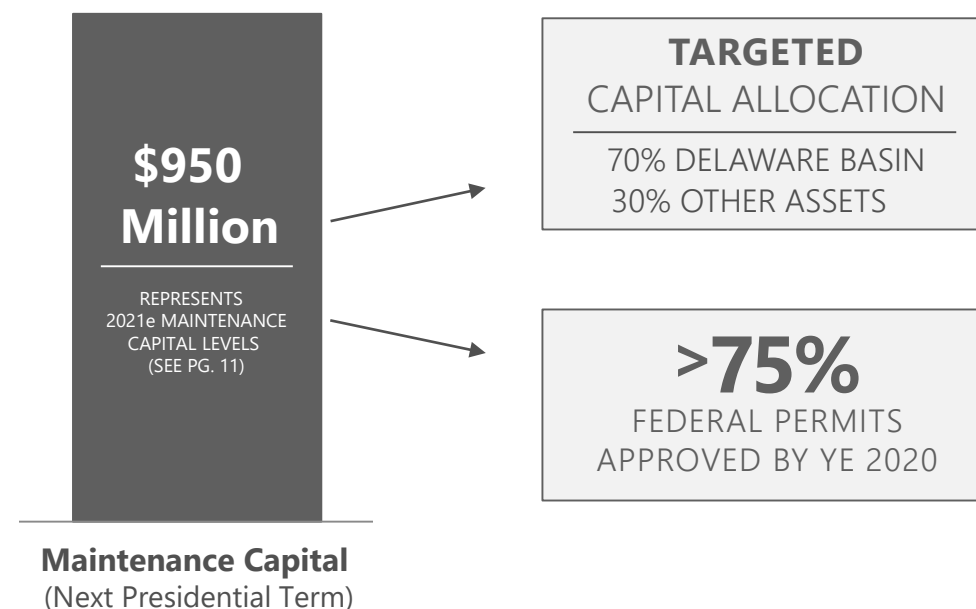 $950
Million
REPRESENTS
2021e MAINTENANCE
CAPITAL LEVELS
(SEE PG. 11)
Maintenance Capital
(Next Presidential Term)
TARGETED
CAPITAL ALLOCATION
70% DELAWARE BASIN
30% OTHER ASSETS
>75%
FEDERAL PERMITS
APPROVED BY YE 2020